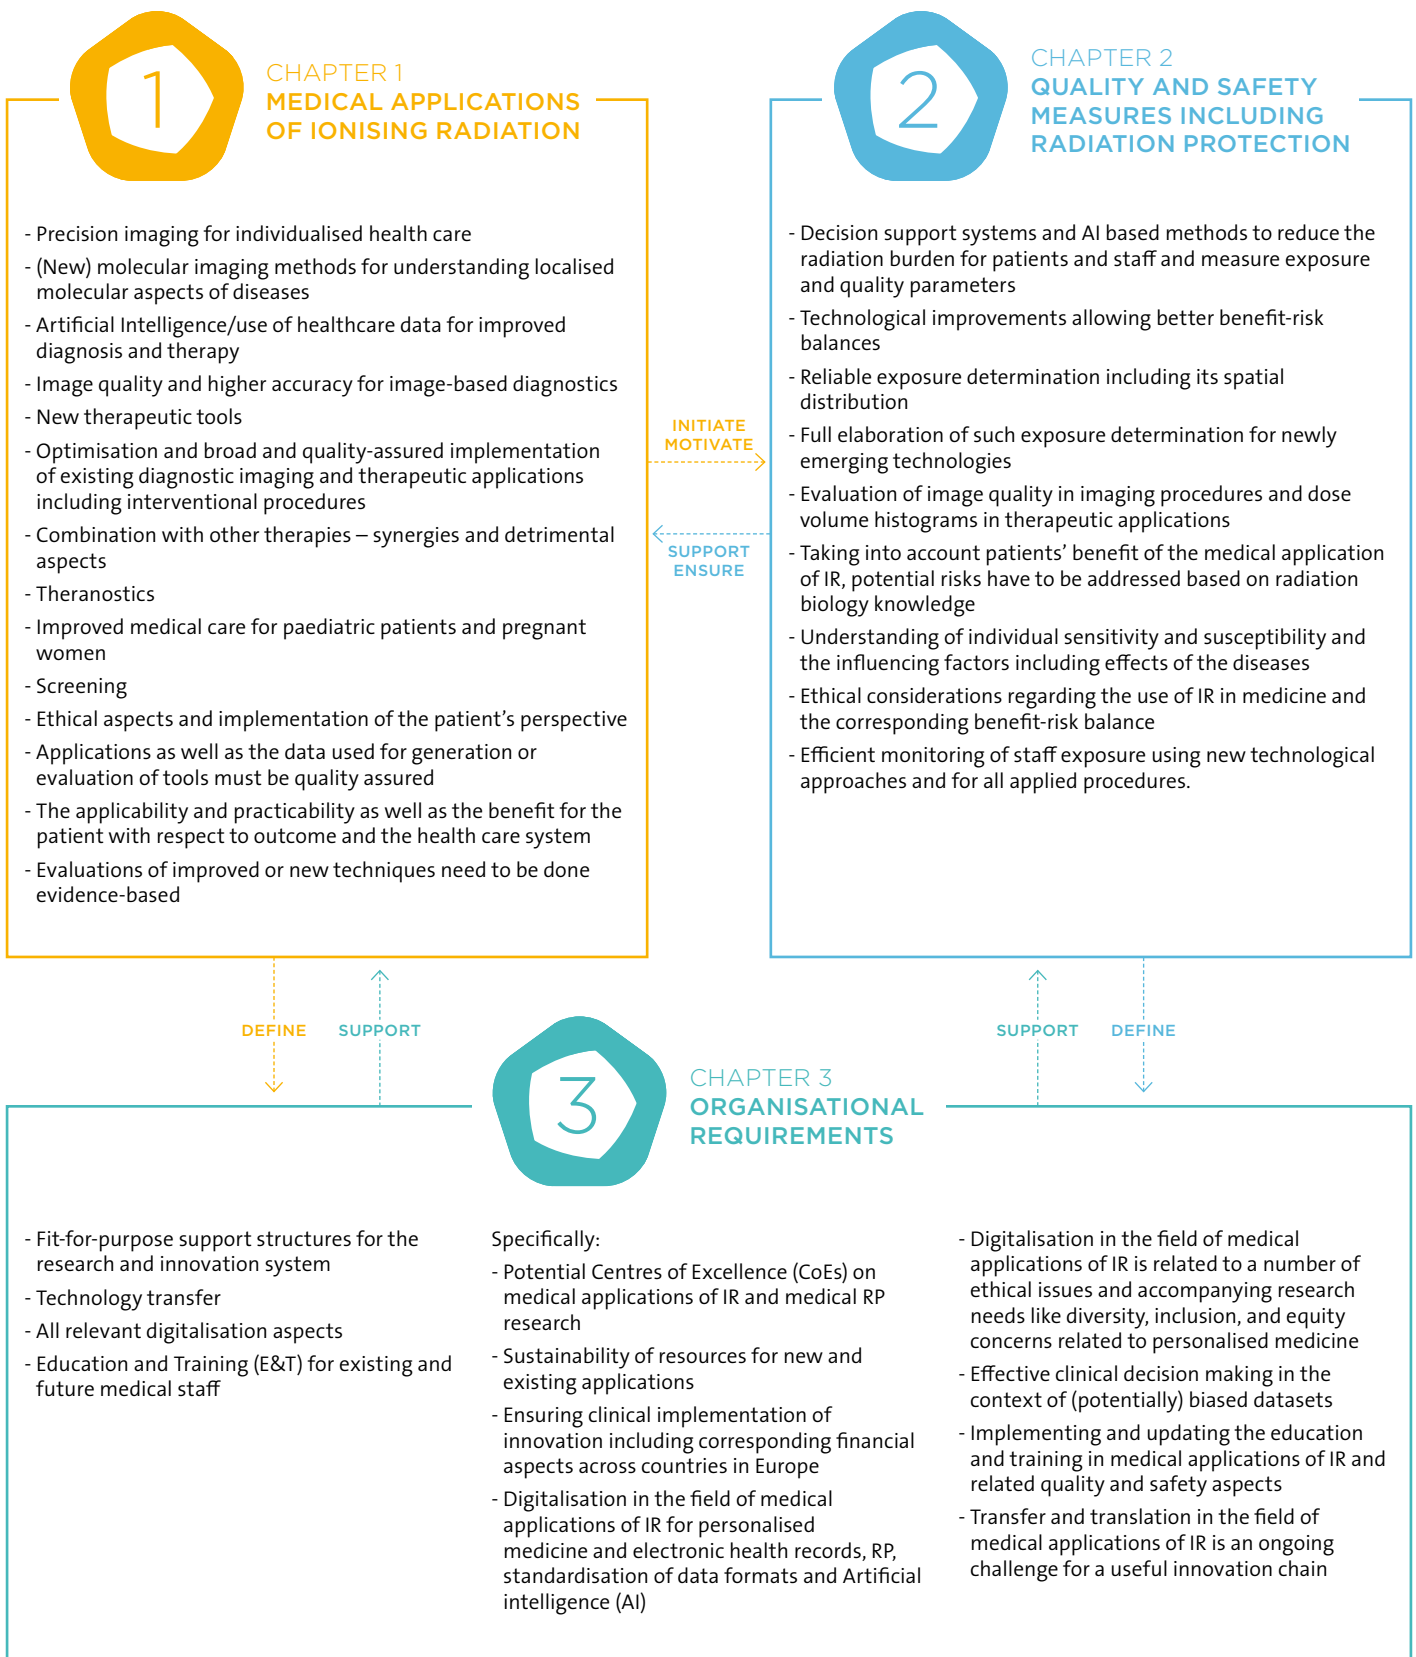 1
CHAPTER 1
MEDICAL APPLICATIONS
OF IONISING RADIATION
- Precision imaging for individualised health care
- (New) molecular imaging methods for understanding localised
molecular aspects of diseases
- Artificial Intelligence/use of healthcare data for improved
diagnosis and therapy
- Image quality and higher accuracy for image-based diagnostics
- New therapeutic tools
- Optimisation and broad and quality-assured implementation
of existing diagnostic imaging and therapeutic applications
including interventional procedures
- Combination with other therapies – synergies and detrimental
aspects
- Theranostics
- Improved medical care for paediatric patients and pregnant
women
- Screening
- Ethical aspects and implementation of the patient’s perspective
- Applications as well as the data used for generation or
evaluation of tools must be quality assured
- The applicability and practicability as well as the benefit for the
patient with respect to outcome and the health care system
- Evaluations of improved or new techniques need to be done
evidence-based
INITIATE
MOTIVATE
SUPPORT
ENSURE
2
CHAPTER 2
QUALITY AND SAFETY
MEASURES INCLUDING
RADIATION PROTECTION
- Decision support systems and AI based methods to reduce the
radiation burden for patients and staff and measure exposure
and quality parameters
- Technological improvements allowing better benefit-risk
balances
- Reliable exposure determination including its spatial
distribution
- Full elaboration of such exposure determination for newly
emerging technologies
- Evaluation of image quality in imaging procedures and dose
volume histograms in therapeutic applications
- Taking into account patients’ benefit of the medical application
of IR, potential risks have to be addressed based on radiation
biology knowledge
- Understanding of individual sensitivity and susceptibility and
the influencing factors including effects of the diseases
- Ethical considerations regarding the use of IR in medicine and
the corresponding benefit-risk balance
- Efficient monitoring of staff exposure using new technological
approaches and for all applied procedures.
DEFINE
SUPPORT
SUPPORT
DEFINE
3
CHAPTER 3
ORGANISATIONAL
REQUIREMENTS
- Fit-for-purpose support structures for the
research and innovation system
- Technology transfer
- All relevant digitalisation aspects
- Education and Training (E&T) for existing and
future medical staff
Specifically:
- Potential Centres of Excellence (CoEs) on
medical applications of IR and medical RP
research
- Sustainability of resources for new and
existing applications
- Ensuring clinical implementation of
innovation including corresponding financial
aspects across countries in Europe
- Digitalisation in the field of medical
applications of IR for personalised
medicine and electronic health records, RP,
standardisation of data formats and Artificial
intelligence (AI)
- Digitalisation in the field of medical
applications of IR is related to a number of
ethical issues and accompanying research
needs like diversity, inclusion, and equity
concerns related to personalised medicine
- Effective clinical decision making in the
context of (potentially) biased datasets
- Implementing and updating the education
and training in medical applications of IR and
related quality and safety aspects
- Transfer and translation in the field of
medical applications of IR is an ongoing
challenge for a useful innovation chain